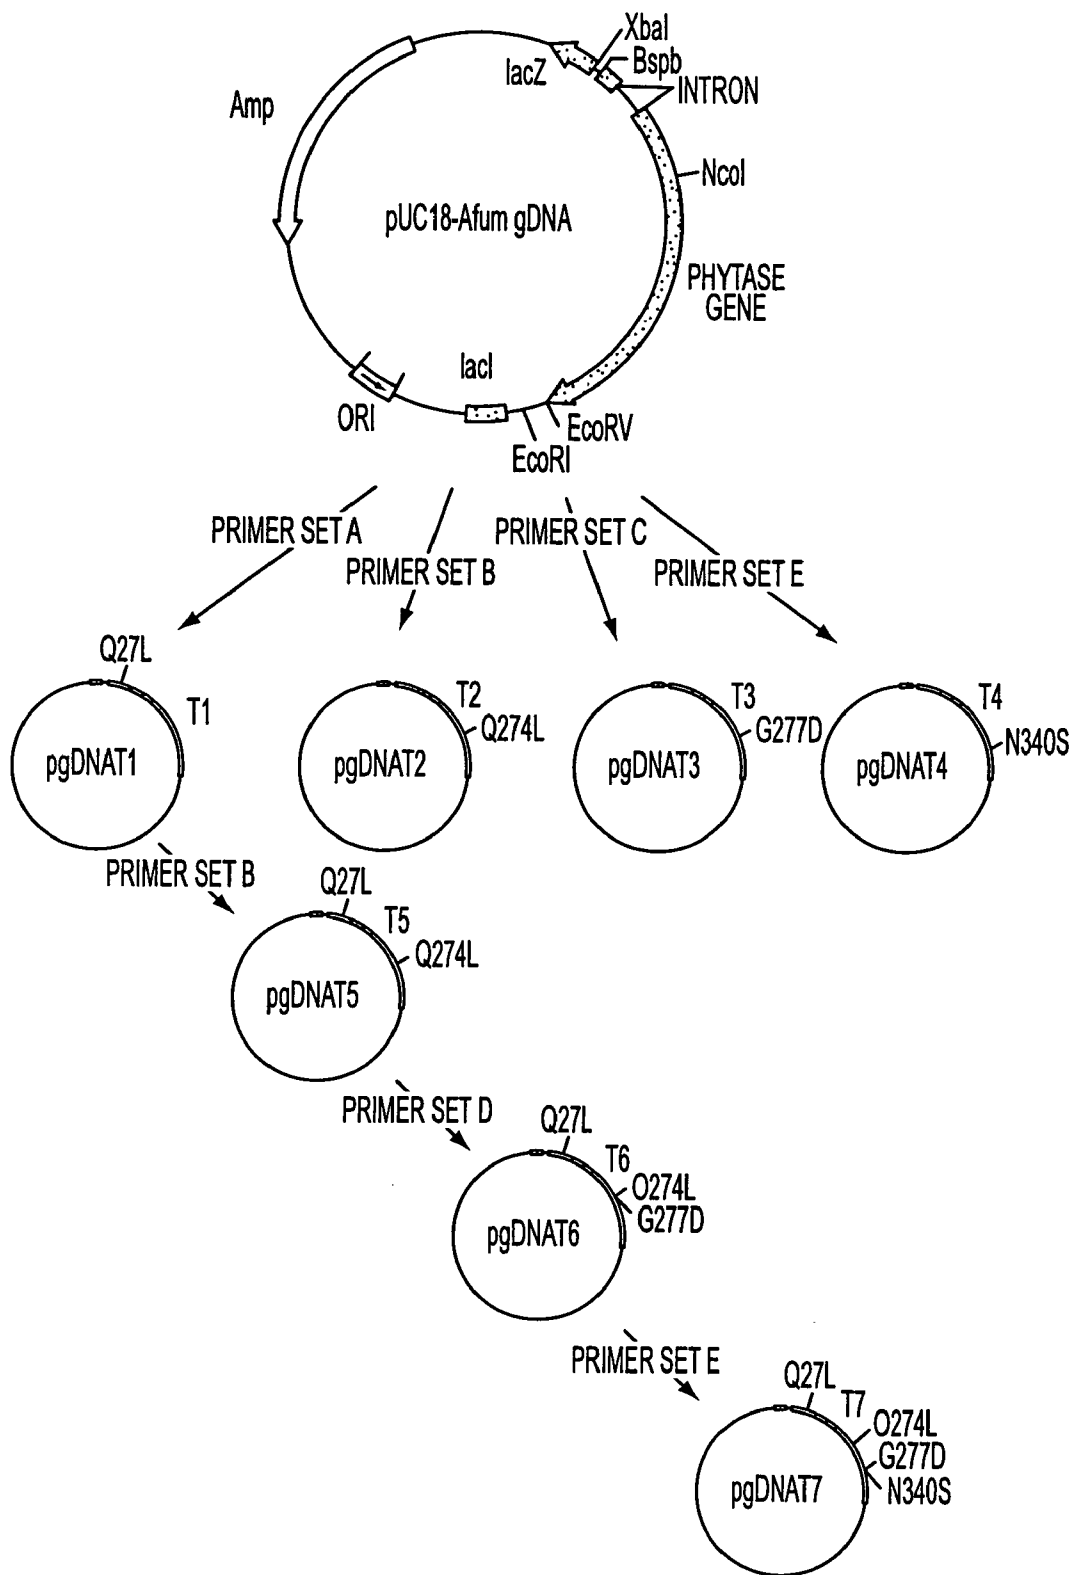 XbaI
Bspb
lacZ
INTRON
Amp
NcoI
pUC18-Afum gDNA
PHYTASE
GENE
lacI
ORI
EcoRV
EcoRI
PRIMER SET A
PRIMER SET B
PRIMER SET C
PRIMER SET E
Q27L
T1
pgDNAT1
T2
Q274L
pgDNAT2
T3
G277D
pgDNAT3
T4
N340S
pgDNAT4
PRIMER SET B
Q27L
T5
Q274L
pgDNAT5
PRIMER SET D
Q27L
T6
O274L
G277D
pgDNAT6
PRIMER SET E
Q27L
T7
O274L
G277D
N340S
pgDNAT7